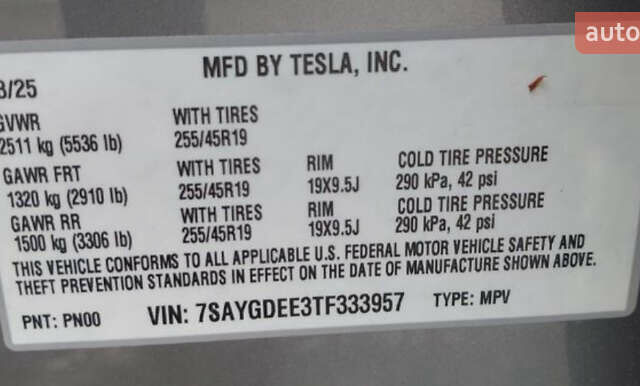 auto
MFD BY TESLA, INC.
3/25
GVWR WITH TIRES
2511 kg (5536 lb) 255/45R19
GAWR FRT WITH TIRES RIM COLD TIRE PRESSURE
1320 kg (2910 lb) 255/45R19 19X9.5J 290 kPa, 42 psi
GAWR RR WITH TIRES RIM COLD TIRE PRESSURE
1500 kg (3306 lb) 255/45R19 19X9.5J 290 kPa, 42 psi
THIS VEHICLE CONFORMS TO ALL APPLICABLE U.S. FEDERAL MOTOR VEHICLE SAFETY AND
THEFT PREVENTION STANDARDS IN EFFECT ON THE DATE OF MANUFACTURE SHOWN ABOVE.
PNT: PN00 VIN: 7SAYGDEE3TF333957 TYPE: MPV